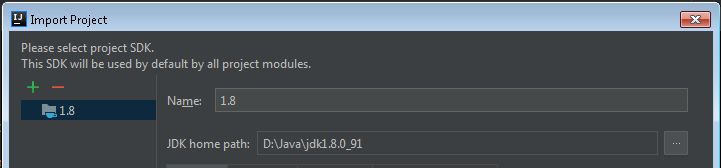 IJ Import Project
Please select project SDK.
This SDK will be used by default by all project modules.
1.8
Name: 1.8
JDK home path: D:\Java\jdk1.8.0_91 ...